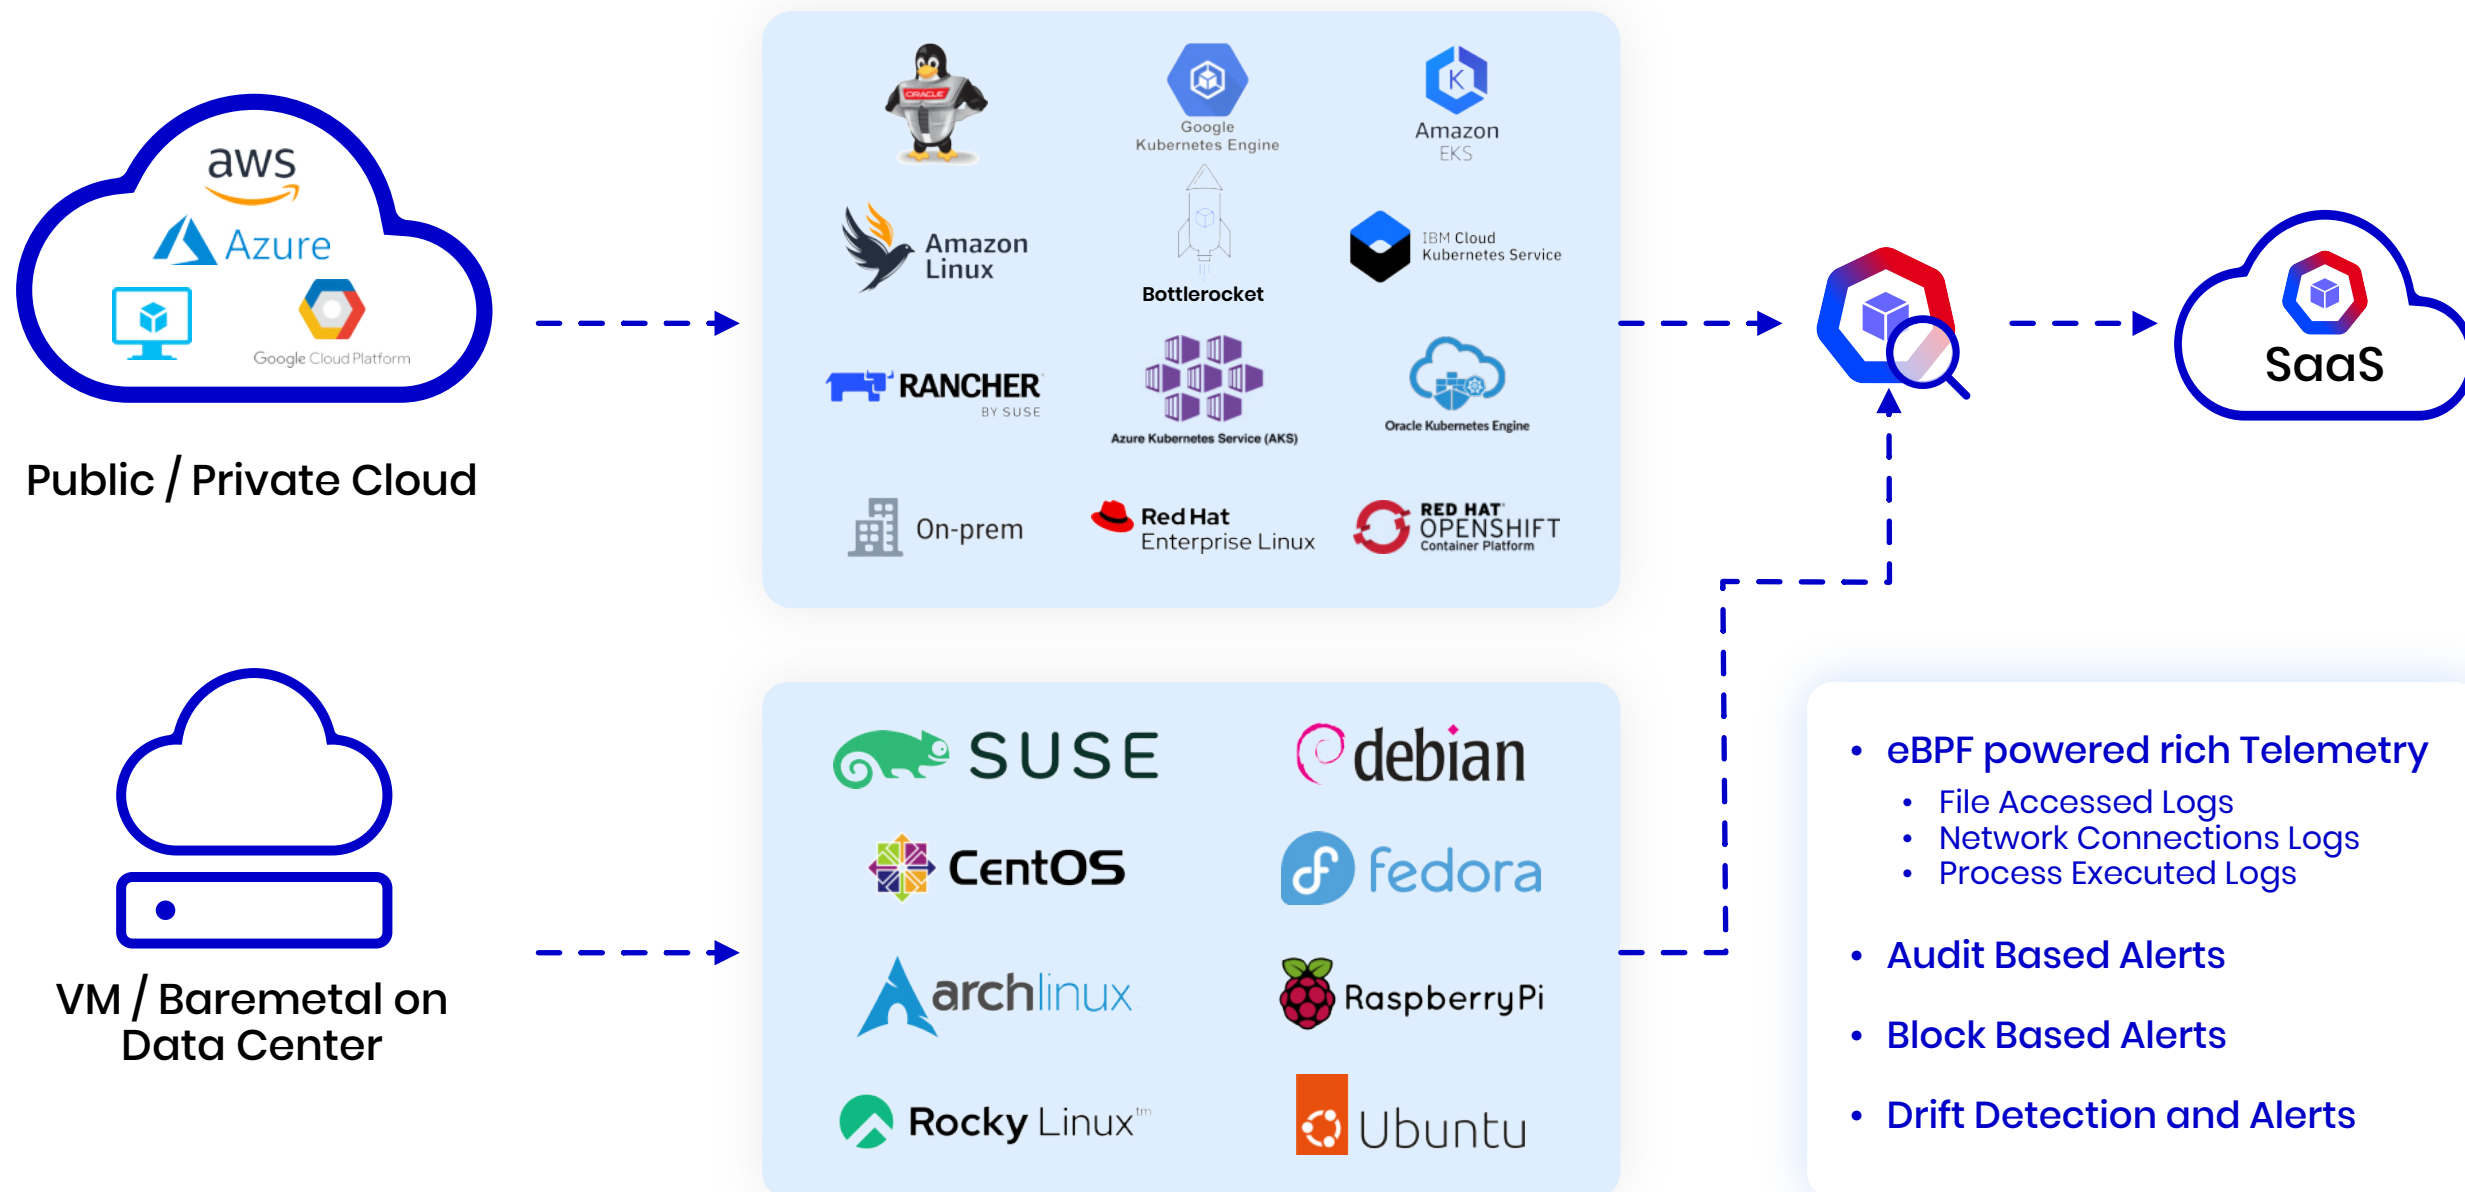 aws
Azure
Google Cloud Platform
Public / Private Cloud
VM / Baremetal on
Data Center
ORACLE
Google
Kubernetes Engine
K
Amazon
EKS
Amazon
Linux
Bottlerocket
IBM Cloud
Kubernetes Service
RANCHER
BY SUSE
Azure Kubernetes Service (AKS)
Oracle Kubernetes Engine
On-prem
Red Hat
Enterprise Linux
RED HAT
OPENSHIFT
Container Platform
SUSE
debian
CentOS
fedora
archlinux
RaspberryPi
Rocky Linux™
Ubuntu
SaaS
• eBPF powered rich Telemetry
• File Accessed Logs
• Network Connections Logs
• Process Executed Logs
• Audit Based Alerts
• Block Based Alerts
• Drift Detection and Alerts